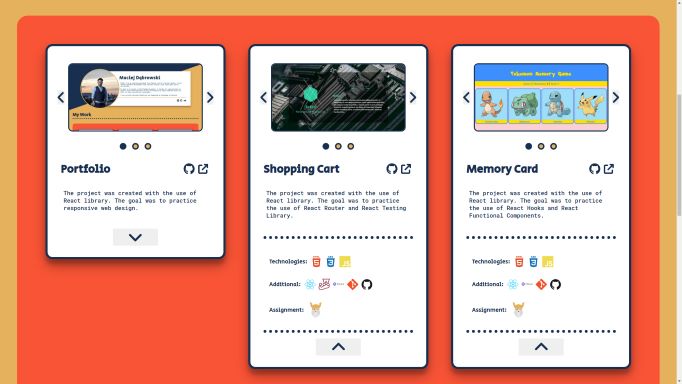 Maciej Dąbrowski
My Work
Portfolio
The project was created with the use of
React library. The goal was to practice
responsive web design.
Shopping Cart
The project was created with the use of
React library. The goal was to practice
the use of React Router and React Testing
Library.
Technologies:
JS
Additional:
Assignment:
Pokemon Memory Game
Memory Card
The project was created with the use of
React library. The goal was to practice
the use of React Hooks and React
Functional Components.
Technologies:
JS
Additional:
Assignment: